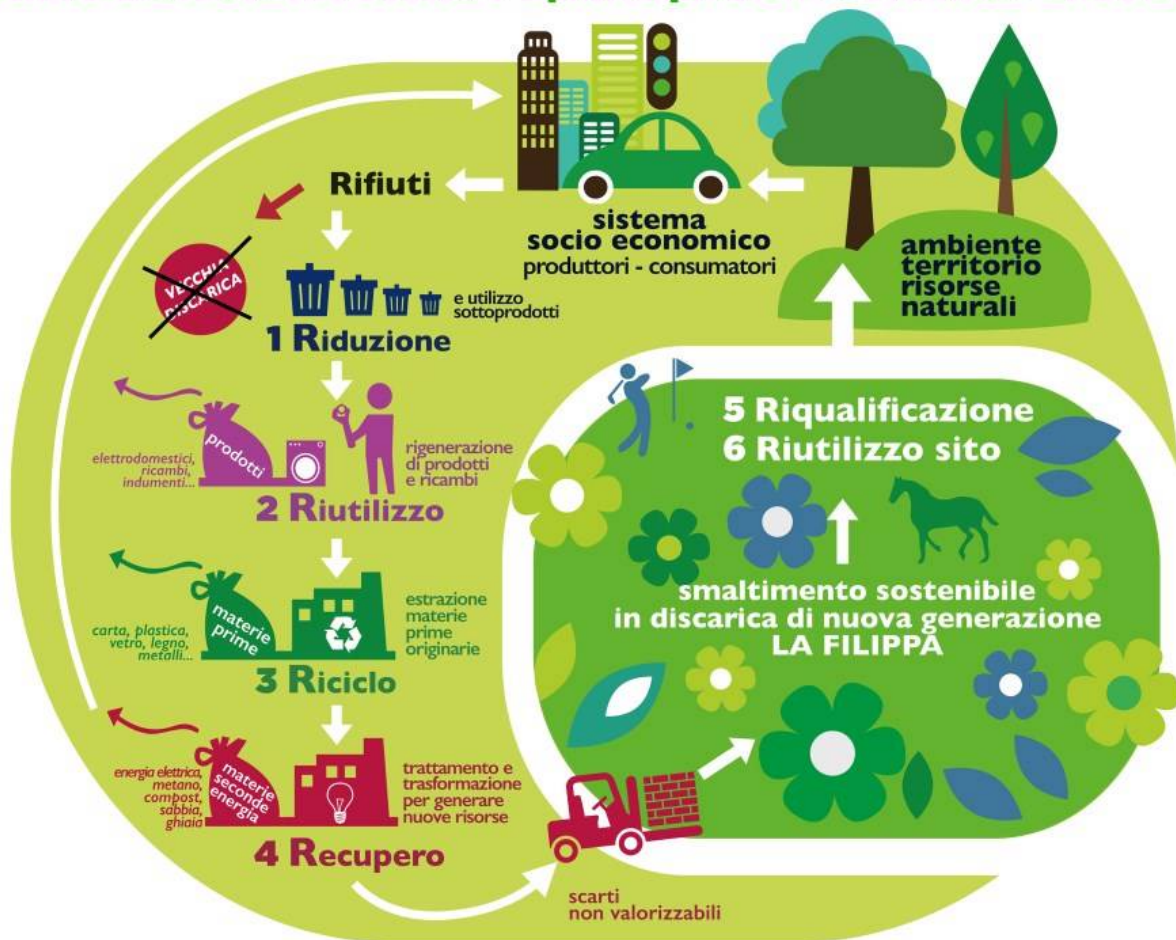 Rifiuti
sistema
socio economico
produttori - consumatori
ambiente
territorio
risorse
naturali
VECCHIA
DISCARICA
e utilizzo
sottoprodotti
1 Riduzione
prodotti
elettrodomestici,
ricambi,
indumenti...
rigenerazione
di prodotti
e ricambi
2 Riutilizzo
materie
prime
carta, plastica,
vetro, legno,
metalli...
estrazione
materie
prime
originarie
3 Riciclo
materie
seconde
energia
energia elettrica,
metano,
compost,
sabbia,
ghiaia
trattamento e
trasformazione
per generare
nuove risorse
4 Recupero
scarti
non valorizzabili
5 Riqualificazione
6 Riutilizzo sito
smaltimento sostenibile
in discarica di nuova generazione
LA FILIPPA